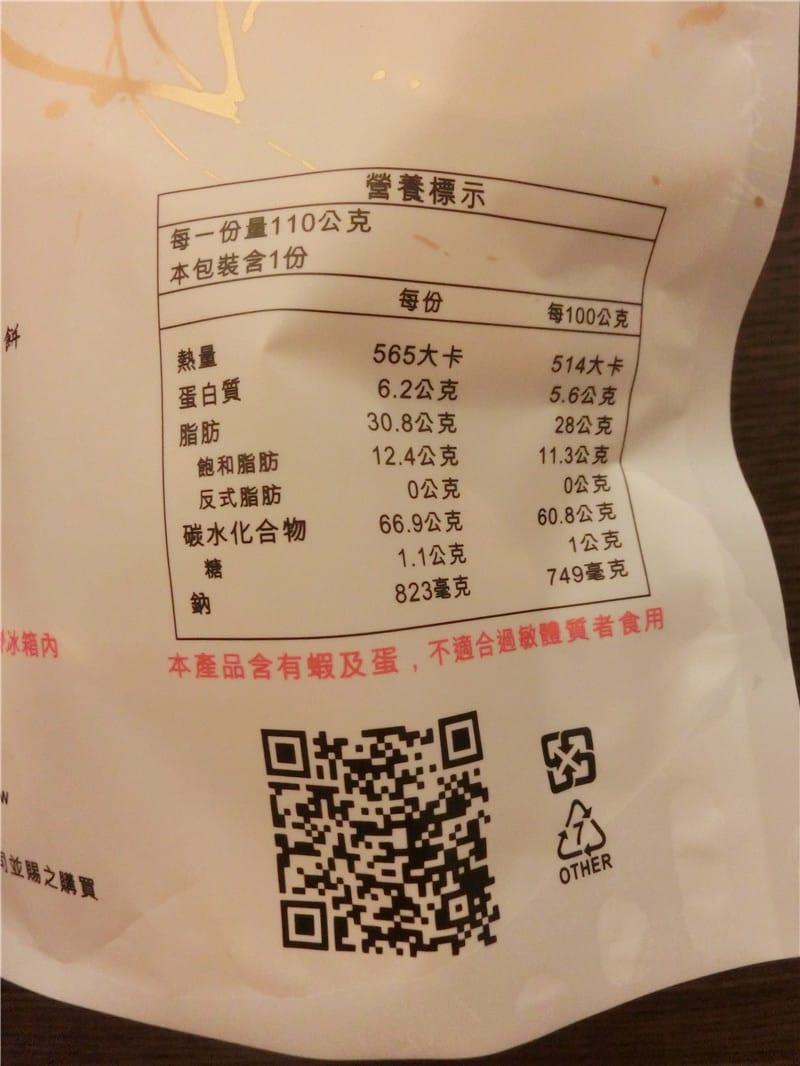 營養標示
每一份量110公克
本包裝含1份
每份 每100公克
熱量 565大卡 514大卡
蛋白質 6.2公克 5.6公克
脂肪 30.8公克 28公克
飽和脂肪 12.4公克 11.3公克
反式脂肪 0公克 0公克
碳水化合物 66.9公克 60.8公克
糖 1.1公克 1公克
鈉 823毫克 749毫克
本產品含有蝦及蛋，不適合過敏體質者食用
餅
冰箱內
w
並賜之購買
7
OTHER